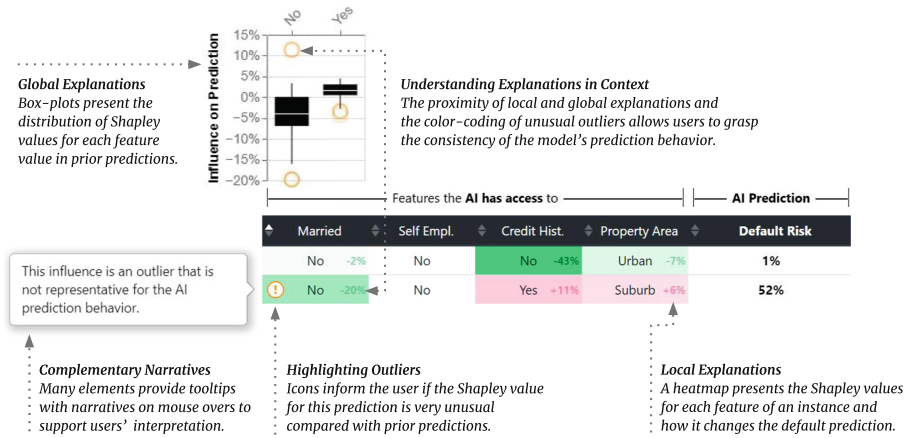 No
Yes
Influence on Prediction
15%
10%
5%
0%
−5%
−10%
−15%
−20%
Global Explanations
Box-plots present the
distribution of Shapley
values for each feature
value in prior predictions.
Understanding Explanations in Context
The proximity of local and global explanations and
the color-coding of unusual outliers allows users to grasp
the consistency of the model’s prediction behavior.
Features the AI has access to
AI Prediction
Married Self Empl. Credit Hist. Property Area Default Risk
No -2% No No -43% Urban -7% 1%
No -20% No Yes +11% Suburb +6% 52%
This influence is an outlier that is
not representative for the AI
prediction behavior.
Complementary Narratives
Many elements provide tooltips
with narratives on mouse overs to
support users’ interpretation.
Highlighting Outliers
Icons inform the user if the Shapley value
for this prediction is very unusual
compared with prior predictions.
Local Explanations
A heatmap presents the Shapley values
for each feature of an instance and
how it changes the default prediction.